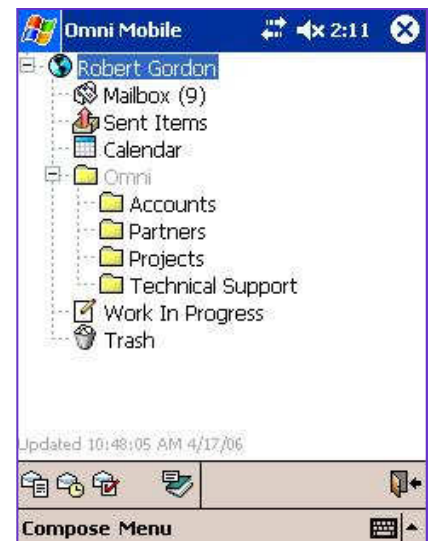 Omni Mobile 2:11
Robert Gordon
Mailbox (9)
Sent Items
Calendar
Omni
Accounts
Partners
Projects
Technical Support
Work In Progress
Trash
Updated 10:48:05 AM 4/17/06
Compose Menu